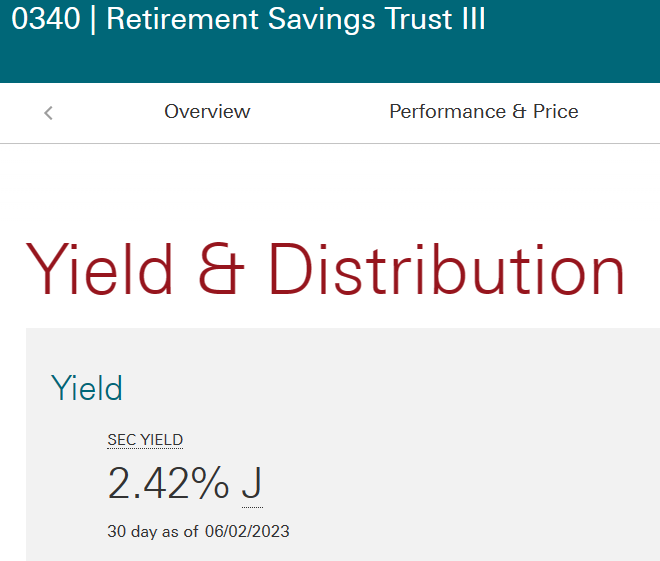 0340 | Retirement Savings Trust III
Overview Performance & Price
Yield & Distribution
Yield
SEC YIELD
2.42% J
30 day as of 06/02/2023